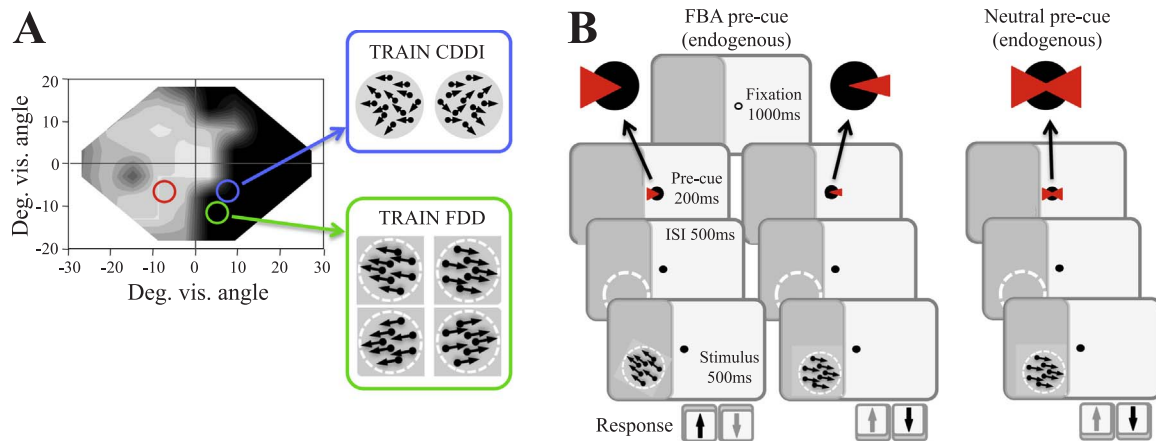 A
TRAIN CDDI
20
10
0
-10
-20
-30
-20
-10
0
10
20
30
Deg. vis. angle
Deg. vis. angle
TRAIN FDD
B
FBA pre-cue
(endogenous)
Neutral pre-cue
(endogenous)
Fixation
1000ms
Pre-cue
200ms
ISI 500ms
Stimulus
500ms
Response